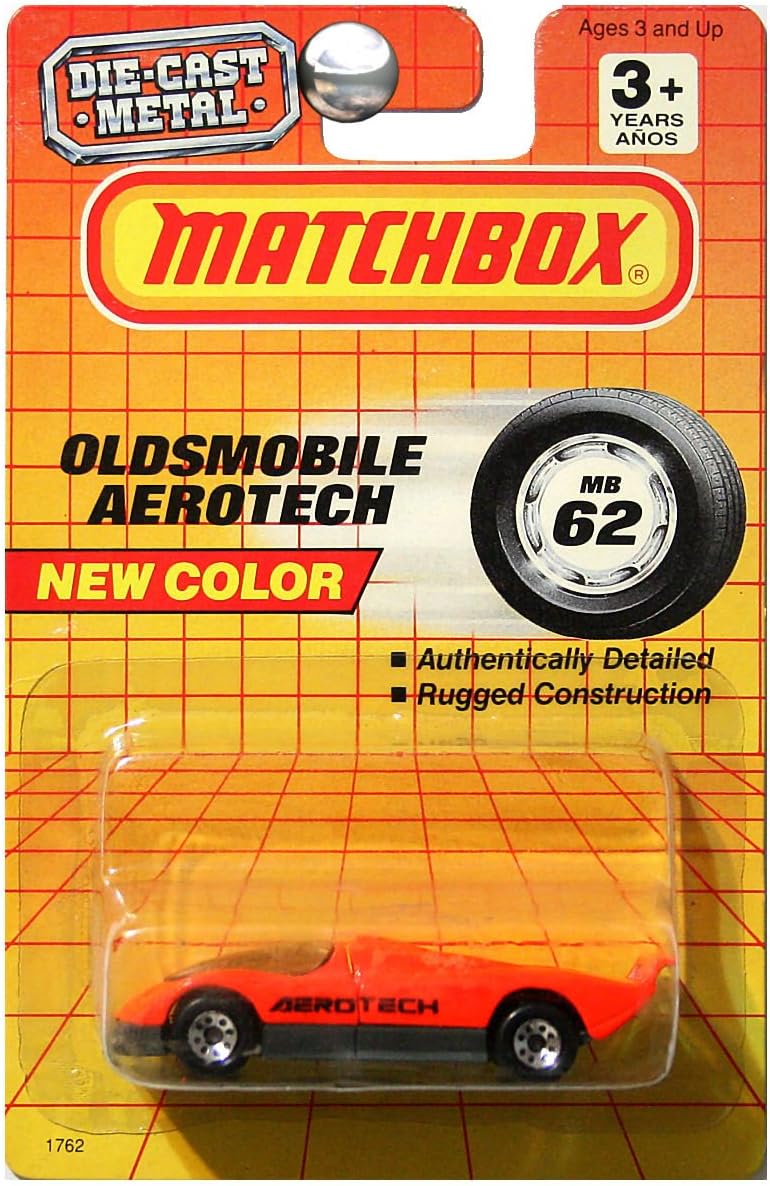 Ages 3 and Up
DIE-CAST
METAL
3+
YEARS
AÑOS
MATCHBOX®
OLDSMOBILE
AEROTECH
MB
62
NEW COLOR
■ Authentically Detailed
■ Rugged Construction
AEROTECH
1762